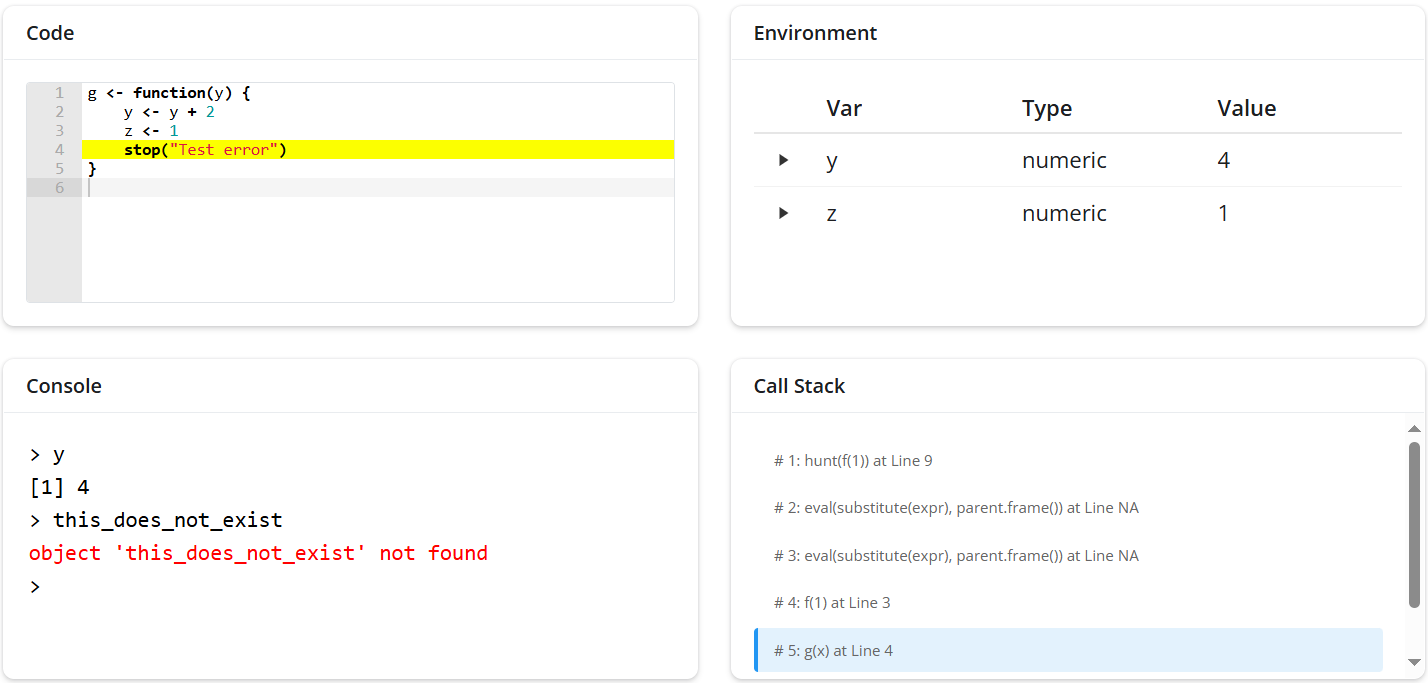 Code
1 g <- function(y) {
2     y <- y + 2
3     z <- 1
4     stop("Test error")
5 }
6
Environment
Var Type Value
y numeric 4
z numeric 1
Console
> y
[1] 4
> this_does_not_exist
object 'this_does_not_exist' not found
>
Call Stack
# 1: hunt(f(1)) at Line 9
# 2: eval(substitute(expr), parent.frame()) at Line NA
# 3: eval(substitute(expr), parent.frame()) at Line NA
# 4: f(1) at Line 3
# 5: g(x) at Line 4